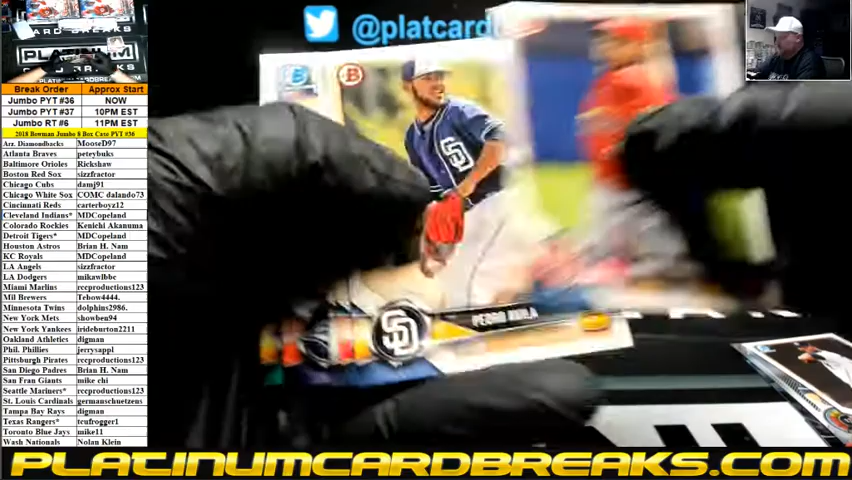 @platcard
Break Order Approx Start
Jumbo PYT #36 NOW
Jumbo PYT #37 10PM EST
Jumbo RT #6 11PM EST
2018 Bowman Jumbo 8 Box Case PYT #36
Arz. Diamondbacks MooseD97
Atlanta Braves peteybuks
Baltimore Orioles Rickshaw
Boston Red Sox sizzfractor
Chicago Cubs damj91
Chicago White Sox COMC dalando73
Cincinnati Reds carterboyz12
Cleveland Indians* MDCopeland
Colorado Rockies Kenichi Akanuma
Detroit Tigers* MDCopeland
Houston Astros Brian H. Nam
KC Royals MDCopeland
LA Angels sizzfractor
LA Dodgers mikawlbbc
Miami Marlins rccproductions123
Mil Brewers Tebow4444.
Minnesota Twins dolphins2986.
New York Mets showben94
New York Yankees irideburton2211
Oakland Athletics digman
Phil. Phillies jerrysappl
Pittsburgh Pirates rccproductions123
San Diego Padres Brian H. Nam
San Fran Giants mike chi
Seattle Mariners* rccproductions123
St. Louis Cardinals germanschuetzens
Tampa Bay Rays digman
Texas Rangers* tcufrogger1
Toronto Blue Jays mike11
Wash Nationals Nolan Klein
PLATINUM
SD
PEDRO AVILA
SD
PLATINUMCARDBREAKS.COM